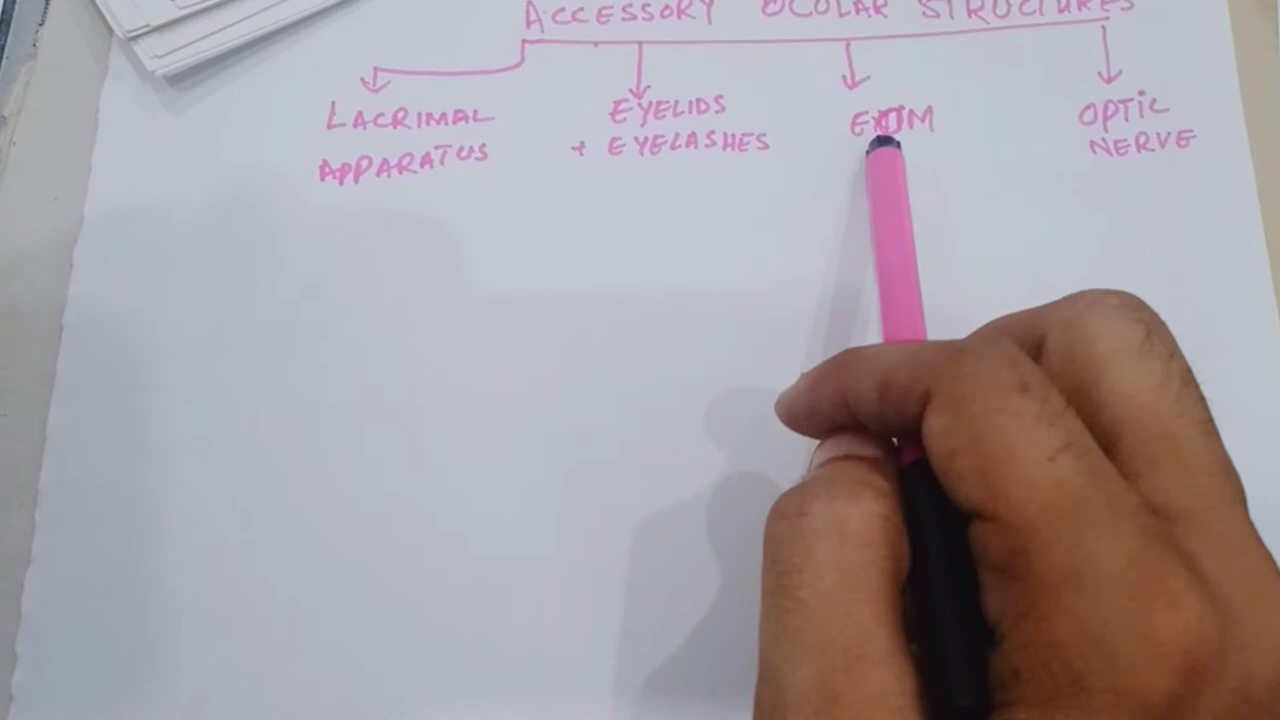 ACCESSORY OCULAR STRUCTURES
LACRIMAL
APPARATUS
EYELIDS
+ EYELASHES
EOM
OPTIC
NERVE